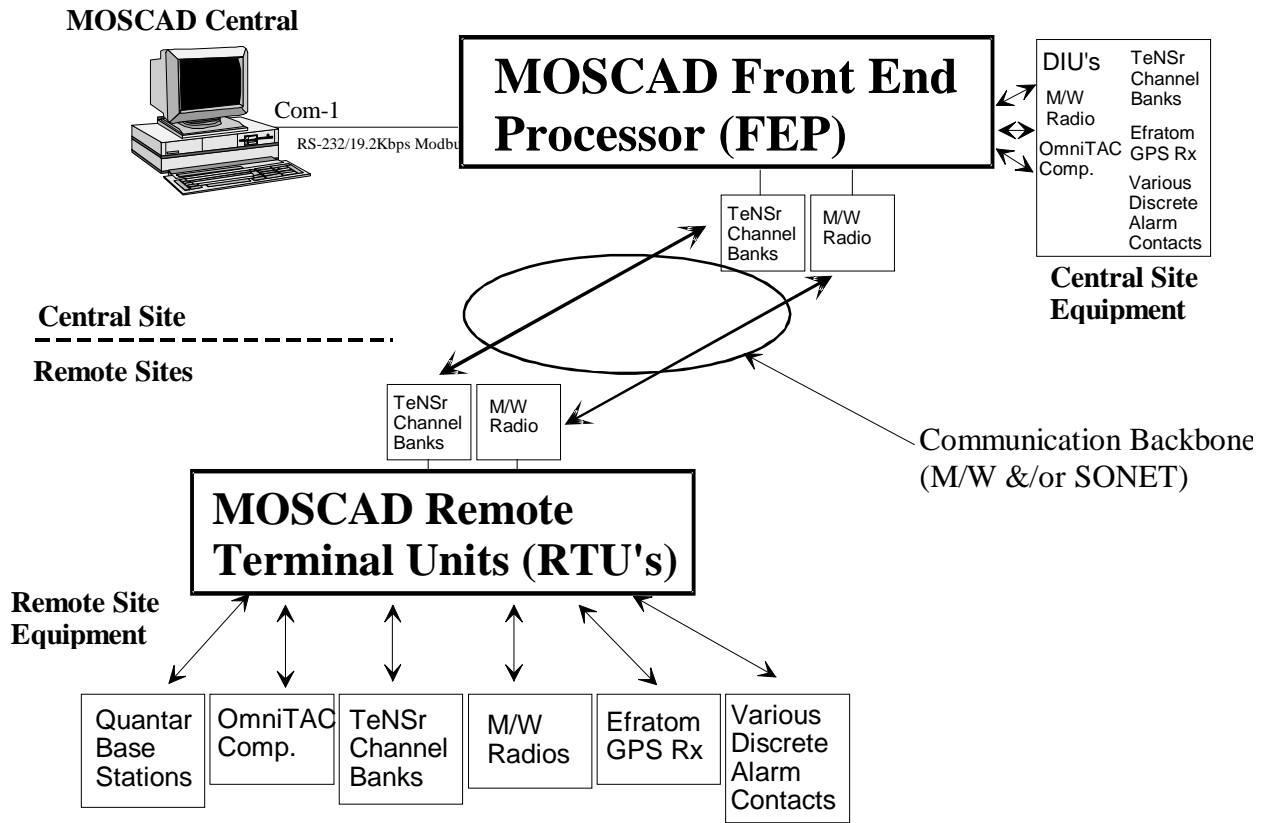 MOSCAD Central
MOSCAD Front End
Processor (FEP)
Com-1
RS-232/19.2Kbps Modbu
DIU's
M/W
Radio
OmniTAC
Comp.
TeNSr
Channel
Banks
Efratom
GPS Rx
Various
Discrete
Alarm
Contacts
Central Site
Equipment
TeNSr
Channel
Banks
M/W
Radio
Central Site
Remote Sites
TeNSr
Channel
Banks
M/W
Radio
Communication Backbone
(M/W &/or SONET)
MOSCAD Remote
Terminal Units (RTU's)
Remote Site
Equipment
Quantar
Base
Stations
OmniTAC
Comp.
TeNSr
Channel
Banks
M/W
Radios
Efratom
GPS Rx
Various
Discrete
Alarm
Contacts